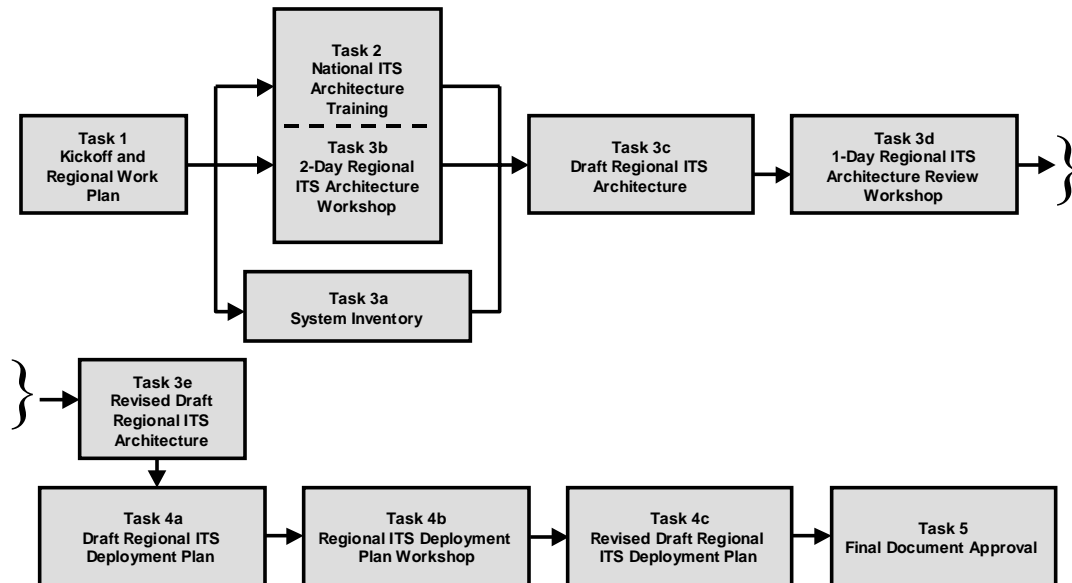 Task 1
Kickoff and
Regional Work
Plan
Task 2
National ITS
Architecture
Training
Task 3b
2-Day Regional
ITS Architecture
Workshop
Task 3a
System Inventory
Task 3c
Draft Regional ITS
Architecture
Task 3d
1-Day Regional ITS
Architecture Review
Workshop
}
}
Task 3e
Revised Draft
Regional ITS
Architecture
Task 4a
Draft Regional ITS
Deployment Plan
Task 4b
Regional ITS Deployment
Plan Workshop
Task 4c
Revised Draft Regional
ITS Deployment Plan
Task 5
Final Document Approval